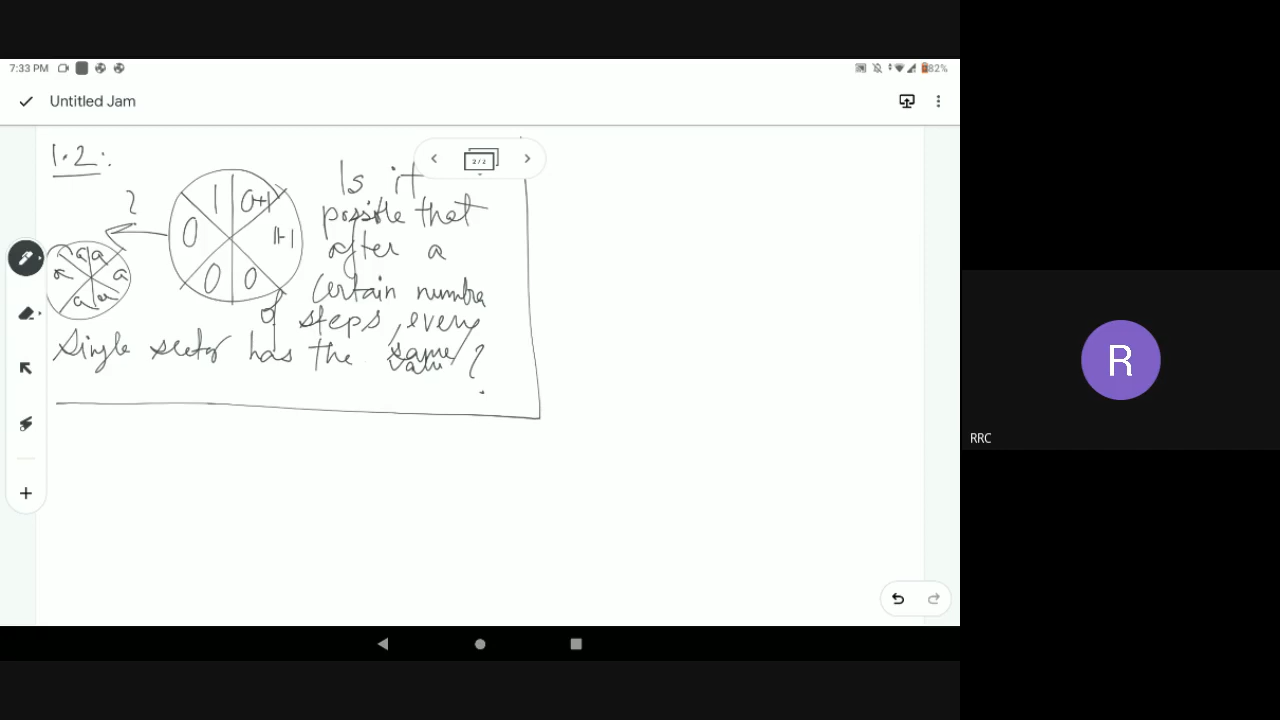 7:33 PM
82%
Untitled Jam
1.2:
2/2
Is it
possible that
after a
certain number
of steps, every
single sector has the same
value?
?
1 0+1
0 1+1
0 0
a a
a a
a a
R
RRC